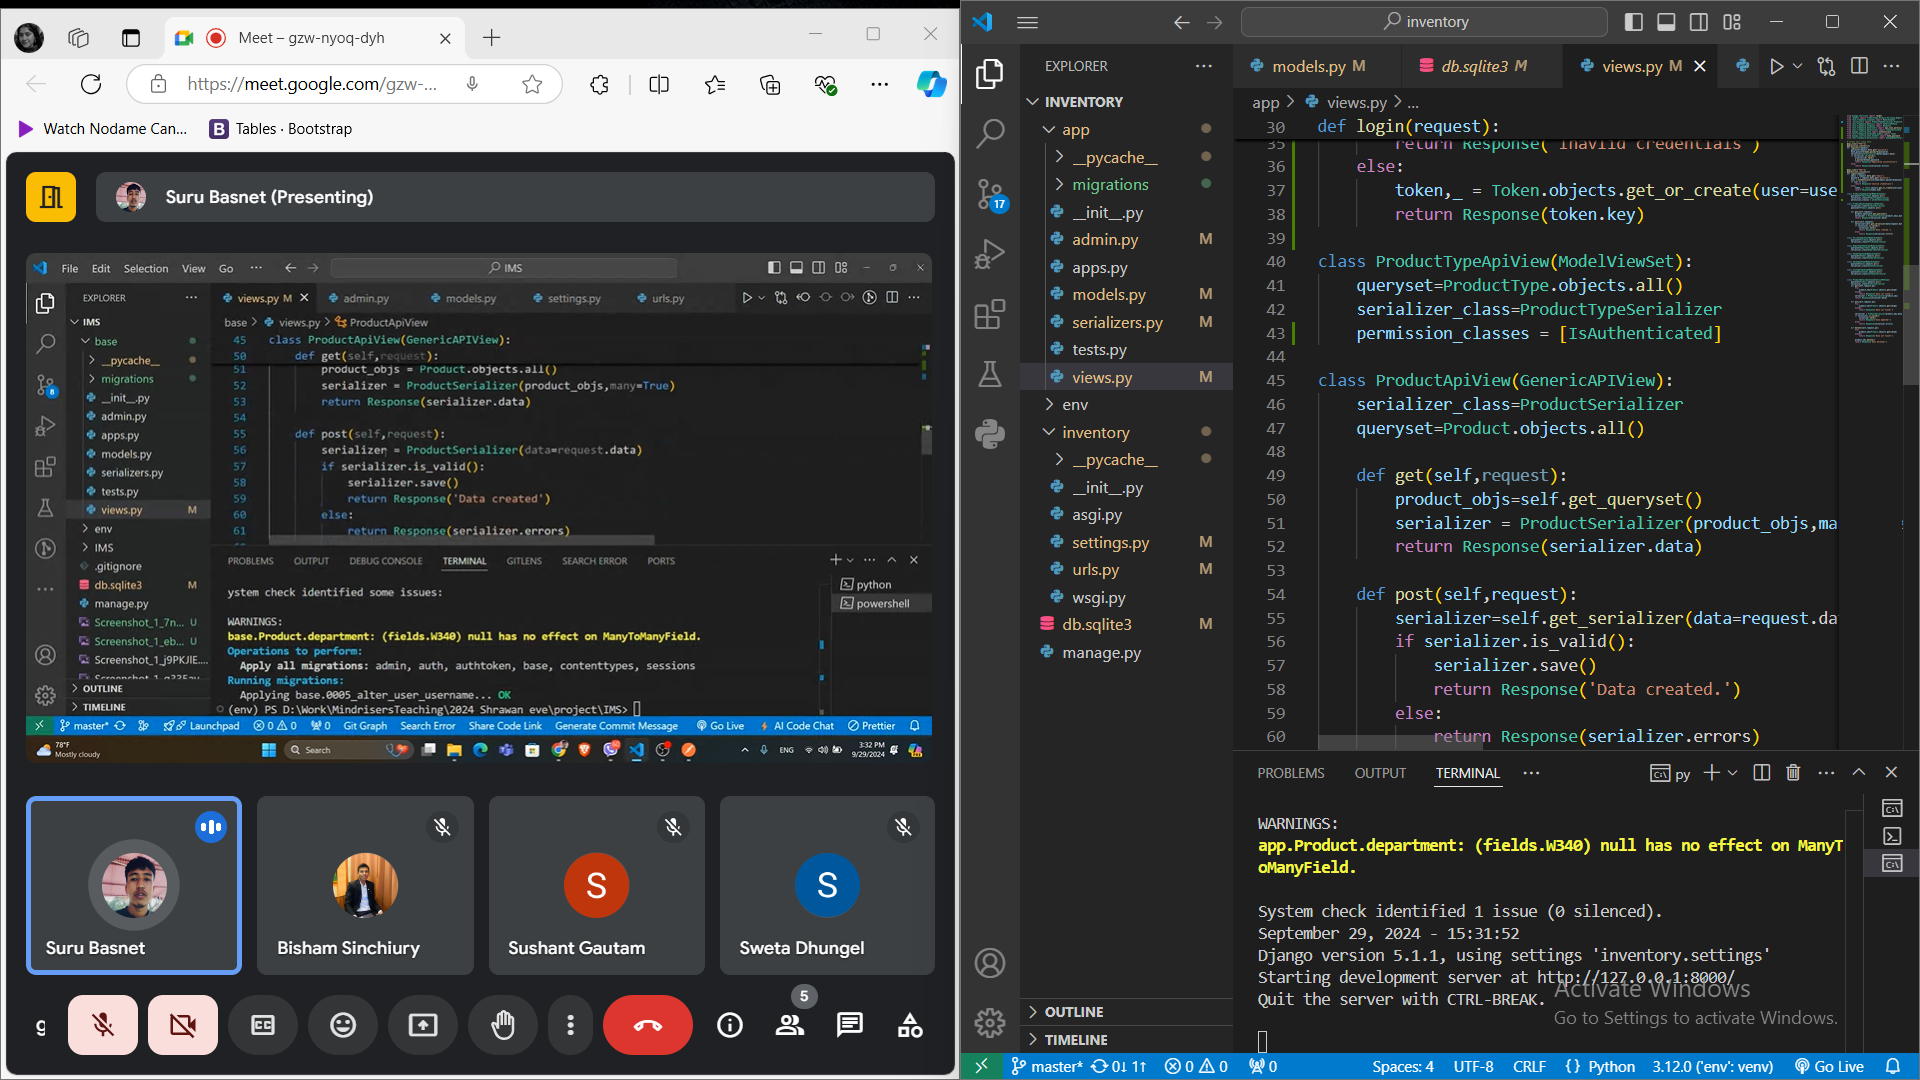 Meet – gzw-nyoq-dyh
https://meet.google.com/gzw-...
Watch Nodame Can...
B
Tables · Bootstrap
Suru Basnet (Presenting)
File Edit Selection View Go ...
IMS
EXPLORER
views.py M
admin.py
models.py
settings.py
urls.py
base > views.py > ProductApiView
IMS
base
__pycache__
migrations
__init__.py
admin.py
apps.py
models.py
serializers.py
tests.py
views.py M
env
IMS
.gitignore
db.sqlite3 M
manage.py
Screenshot_1_7n... U
Screenshot_1_eb... U
Screenshot_1_j9PKJIE....
OUTLINE
TIMELINE
8
45 class ProductApiView(GenericAPIView):
50 def get(self,request):
51 product_objs = Product.objects.all()
52 serializer = ProductSerializer(product_objs,many=True)
53 return Response(serializer.data)
54
55 def post(self,request):
56 serializer = ProductSerializer(data=request.data)
57 if serializer.is_valid():
58 serializer.save()
59 return Response('Data created')
60 else:
61 return Response(serializer.errors)
PROBLEMS OUTPUT DEBUG CONSOLE TERMINAL GITLENS SEARCH ERROR PORTS
python
powershell
ystem check identified some issues:
WARNINGS:
base.Product.department: (fields.W340) null has no effect on ManyToManyField.
Operations to perform:
Apply all migrations: admin, auth, authtoken, base, contenttypes, sessions
Running migrations:
Applying base.0005_alter_user_username... OK
(env) PS D:\Work\MindrisersTeaching\2024 Shrawan eve\project\IMS>
master* Launchpad 0 0 0 Git Graph Search Error Share Code Link Generate Commit Message Go Live AI Code Chat Prettier
78°F
Mostly cloudy
Search
ENG
3:32 PM
9/29/2024
Suru Basnet
Bisham Sinchiury
S
Sushant Gautam
S
Sweta Dhungel
g
5
inventory
EXPLORER
INVENTORY
app
__pycache__
migrations
__init__.py
admin.py M
apps.py
models.py M
serializers.py M
tests.py
views.py M
env
inventory
__pycache__
__init__.py
asgi.py
settings.py M
urls.py M
wsgi.py
db.sqlite3 M
manage.py
OUTLINE
TIMELINE
17
models.py M
db.sqlite3 M
views.py M
app > views.py > ...
30 def login(request):
35 return Response('Inavlid credentials')
36 else:
37 token,_ = Token.objects.get_or_create(user=use
38 return Response(token.key)
39
40 class ProductTypeApiView(ModelViewSet):
41 queryset=ProductType.objects.all()
42 serializer_class=ProductTypeSerializer
43 permission_classes = [IsAuthenticated]
44
45 class ProductApiView(GenericAPIView):
46 serializer_class=ProductSerializer
47 queryset=Product.objects.all()
48
49 def get(self,request):
50 product_objs=self.get_queryset()
51 serializer = ProductSerializer(product_objs,ma
52 return Response(serializer.data)
53
54 def post(self,request):
55 serializer=self.get_serializer(data=request.da
56 if serializer.is_valid():
57 serializer.save()
58 return Response('Data created.')
59 else:
60 return Response(serializer.errors)
PROBLEMS OUTPUT TERMINAL ...
py
WARNINGS:
app.Product.department: (fields.W340) null has no effect on ManyT
oManyField.
System check identified 1 issue (0 silenced).
September 29, 2024 - 15:31:52
Django version 5.1.1, using settings 'inventory.settings'
Starting development server at http://127.0.0.1:8000/
Quit the server with CTRL-BREAK.
Activate Windows
Go to Settings to activate Windows.
master* 0↓ 1↑ 0 0 0 Spaces: 4 UTF-8 CRLF {} Python 3.12.0 ('env': venv) Go Live